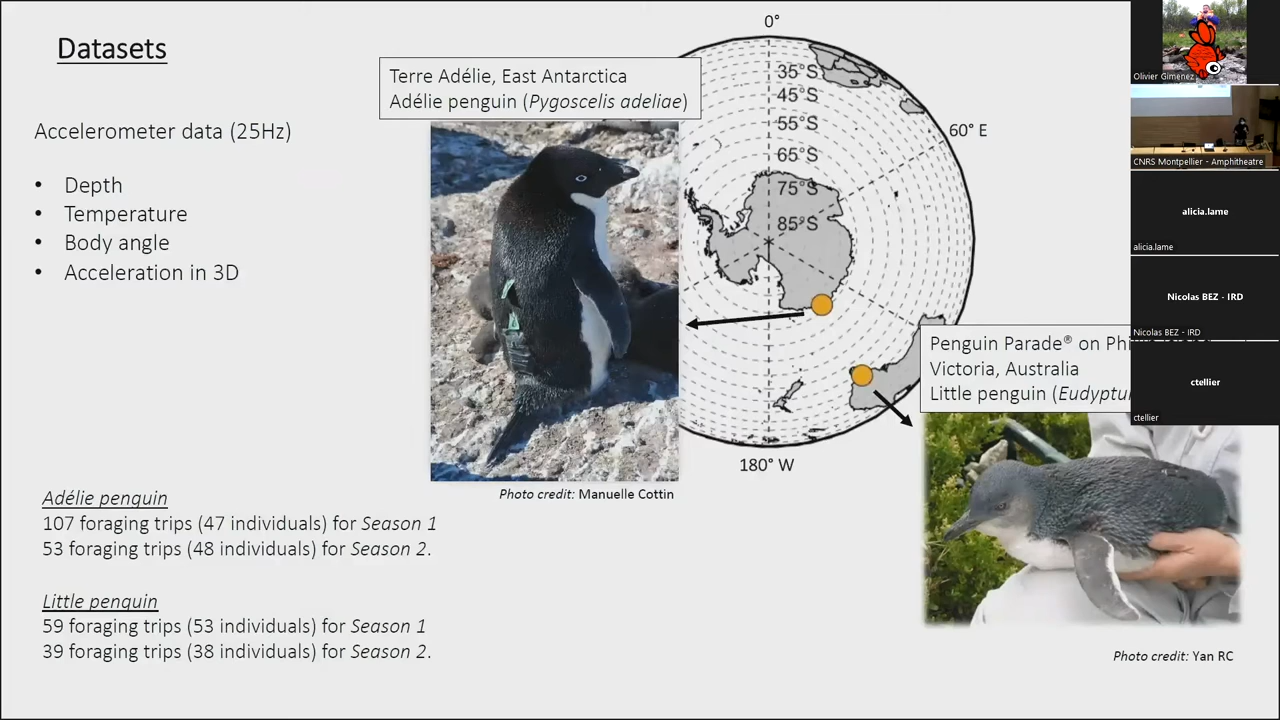 Datasets
Accelerometer data (25Hz)
• Depth
• Temperature
• Body angle
• Acceleration in 3D
Terre Adélie, East Antarctica
Adélie penguin (Pygoscelis adeliae)
0°
35°S
45°S
55°S
65°S
75°S
85°S
60° E
180° W
Photo credit: Manuelle Cottin
Penguin Parade® on
Victoria, Australia
Little penguin
Photo credit: Yan RC
Adélie penguin
107 foraging trips (47 individuals) for Season 1
53 foraging trips (48 individuals) for Season 2.
Little penguin
59 foraging trips (53 individuals) for Season 1
39 foraging trips (38 individuals) for Season 2.
Olivier Gimenez
CNRS Montpellier - Amphitheatre
alicia.lame
alicia.lame
Nicolas BEZ - IRD
Nicolas BEZ - IRD
ctellier
ctellier